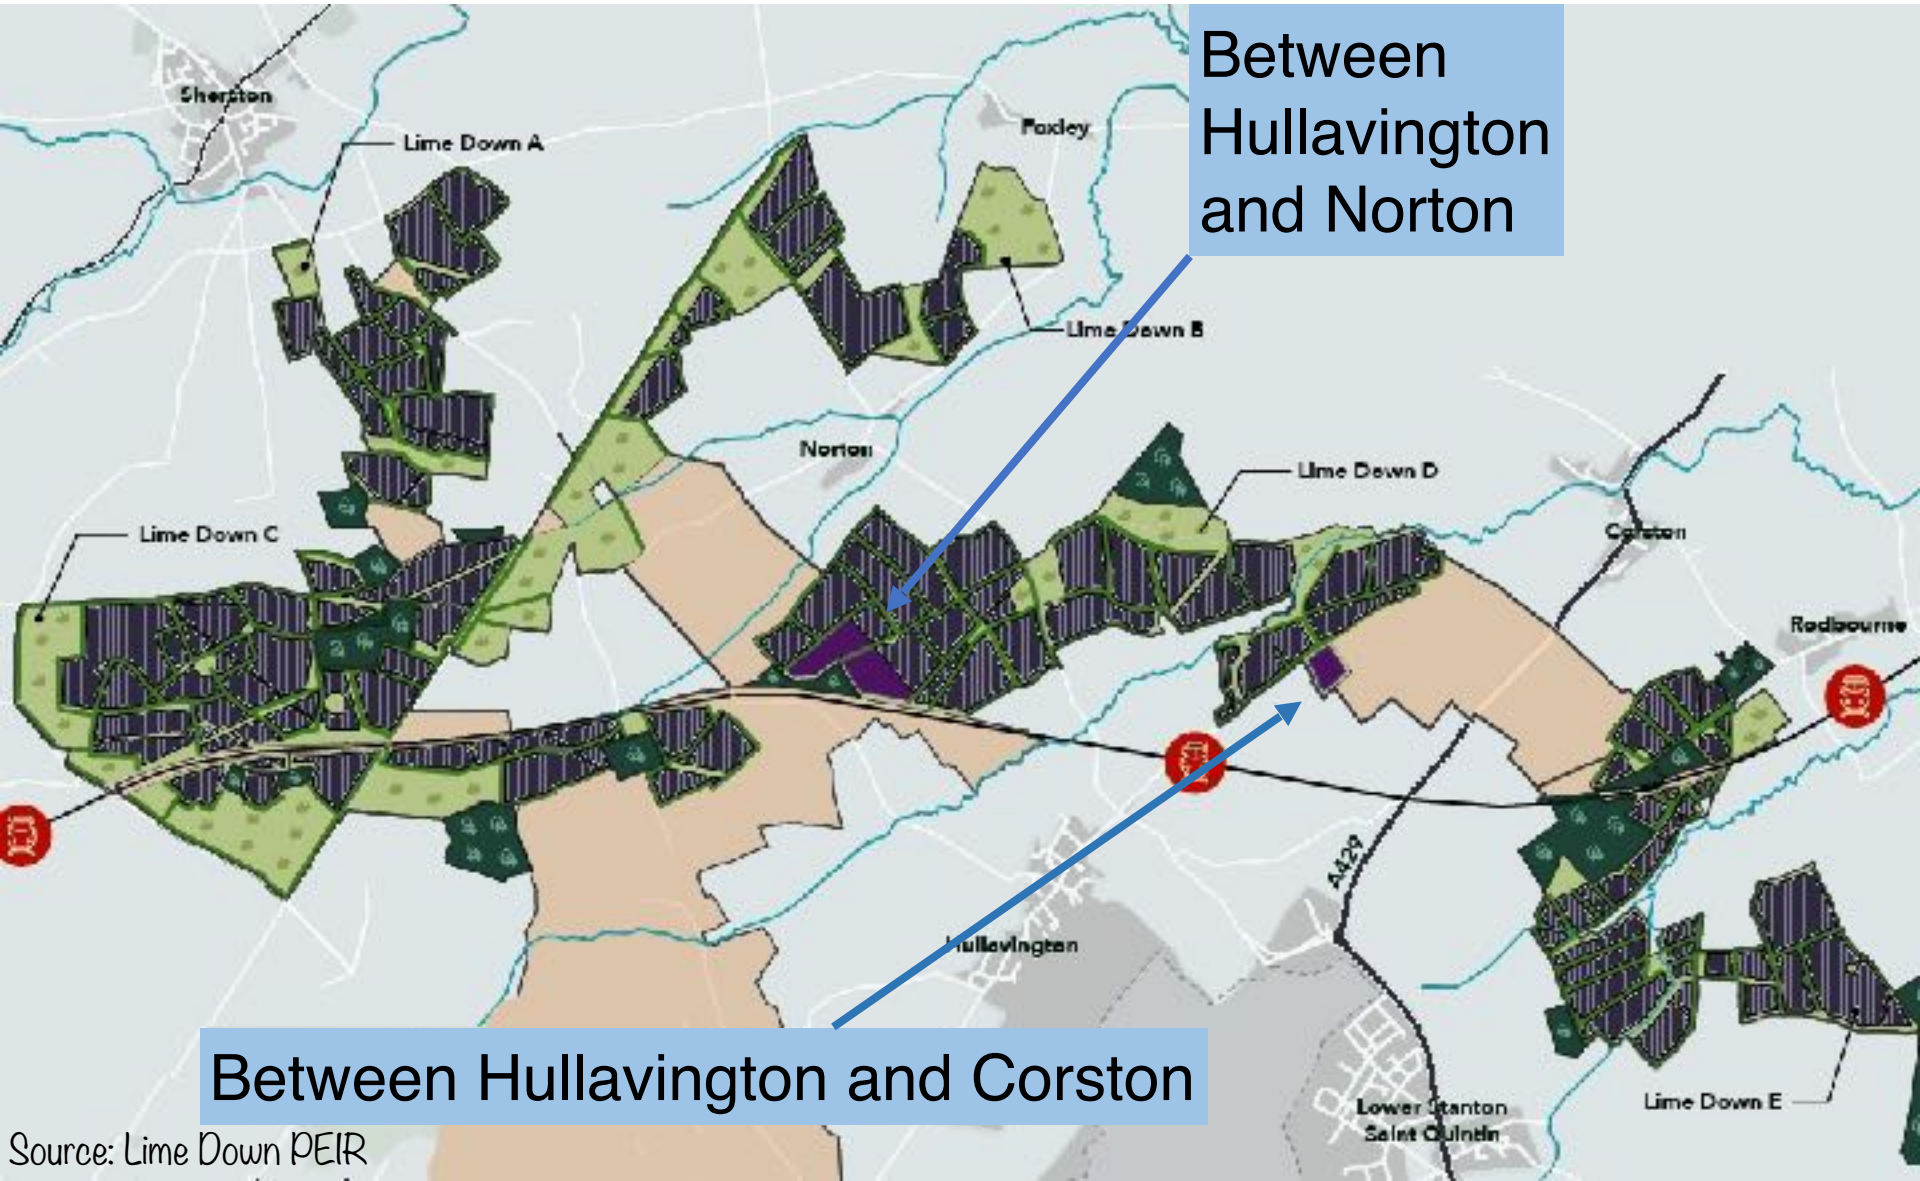 Between
Hullavington
and Norton
Sherston
Lime Down A
Foxley
Lime Down B
Norton
Lime Down D
Lime Down C
Corston
Rodbourne
A429
Hullavington
Between Hullavington and Corston
Lime Down E
Lower Stanton
Saint Quintin
Source: Lime Down PEIR